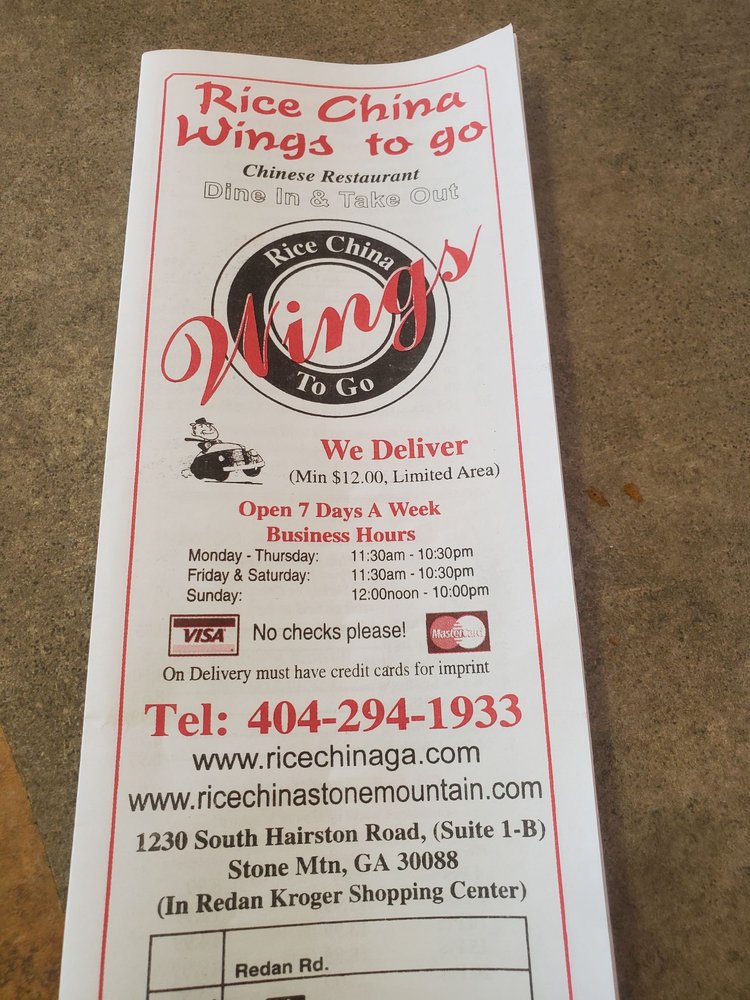 Rice China
Wings to go
Chinese Restaurant
Dine In & Take Out
Rice China
Wings
To Go
We Deliver
(Min $12.00, Limited Area)
Open 7 Days A Week
Business Hours
Monday - Thursday: 11:30am - 10:30pm
Friday & Saturday: 11:30am - 10:30pm
Sunday: 12:00noon - 10:00pm
VISA No checks please! MasterCard
On Delivery must have credit cards for imprint
Tel: 404-294-1933
www.ricechinaga.com
www.ricechinastonemountain.com
1230 South Hairston Road, (Suite 1-B)
Stone Mtn, GA 30088
(In Redan Kroger Shopping Center)
Redan Rd.